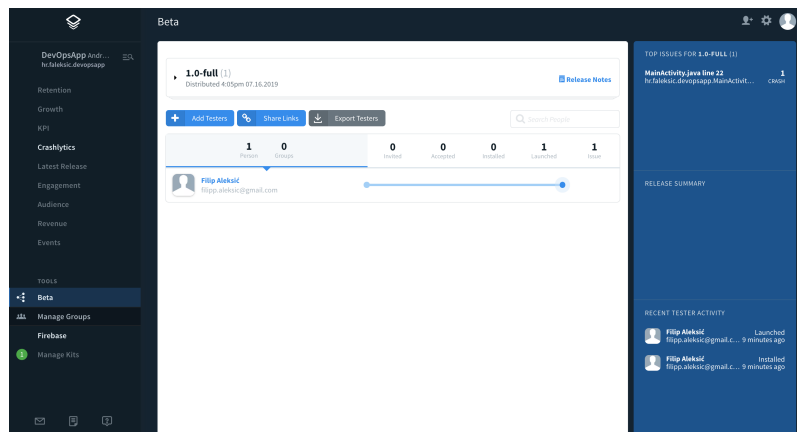 Beta
DevOpsApp Andr...
hr.faleksic.devopsapp
Retention
Growth
KPI
Crashlytics
Latest Release
Engagement
Audience
Revenue
Events
TOOLS
Beta
Manage Groups
Firebase
1 Manage Kits
1.0-full (1)
Distributed 4:05pm 07.16.2019
Release Notes
Add Testers
Share Links
Export Testers
Search People
1 0 0 0 0 1 1
Person Groups Invited Accepted Installed Launched Issue
Filip Aleksić
filipp.aleksic@gmail.com
TOP ISSUES FOR 1.0-FULL (1)
MainActivity.java line 22 1
hr.faleksic.devopsapp.MainActivit... CRASH
RELEASE SUMMARY
RECENT TESTER ACTIVITY
Filip Aleksić Launched
filipp.aleksic@gmail.c... 9 minutes ago
Filip Aleksić Installed
filipp.aleksic@gmail.c... 9 minutes ago